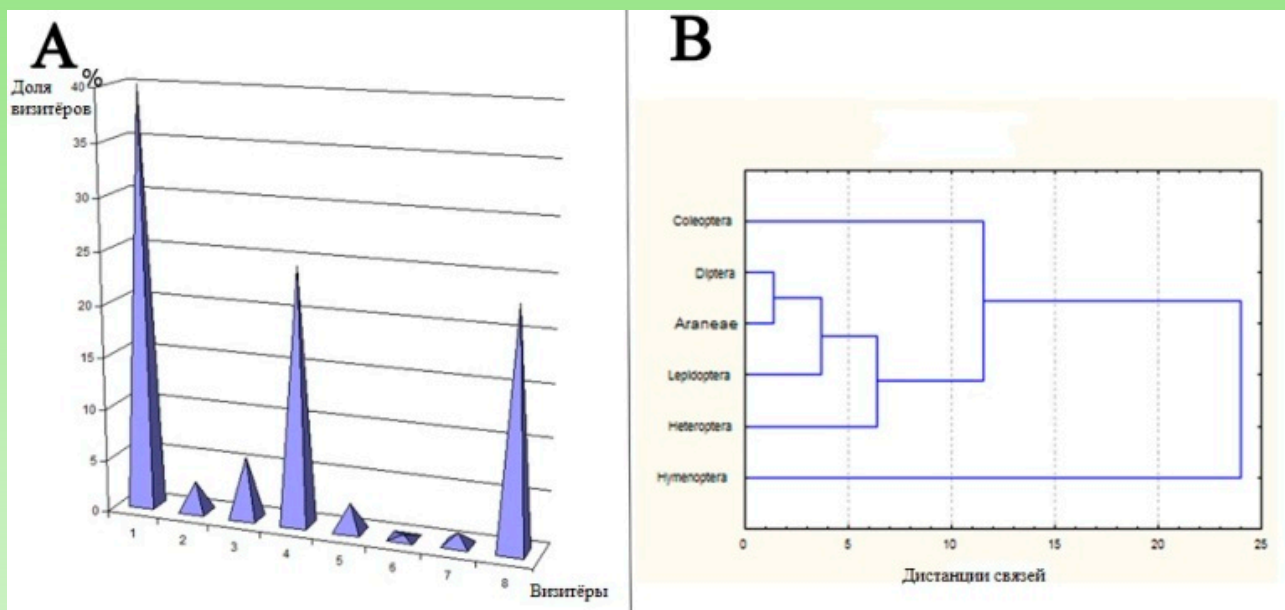 A
%
Доля
визитёров
40
35
30
25
20
15
10
5
0
1 2 3 4 5 6 7 8
Визитёры
B
Coleoptera
Diptera
Araneae
Lepidoptera
Heteroptera
Hymenoptera
0 5 10 15 20 25
Дистанции связей